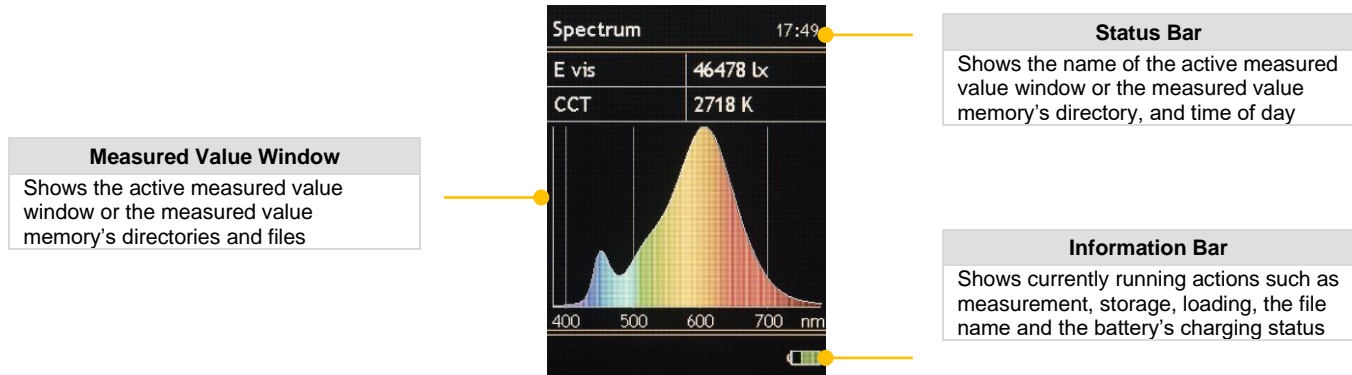 Measured Value Window
Shows the active measured value
window or the measured value
memory's directories and files
Spectrum 17:49
E vis 46478 lx
CCT 2718 K
400 500 600 700 nm
Status Bar
Shows the name of the active measured
value window or the measured value
memory's directory, and time of day
Information Bar
Shows currently running actions such as
measurement, storage, loading, the file
name and the battery's charging status